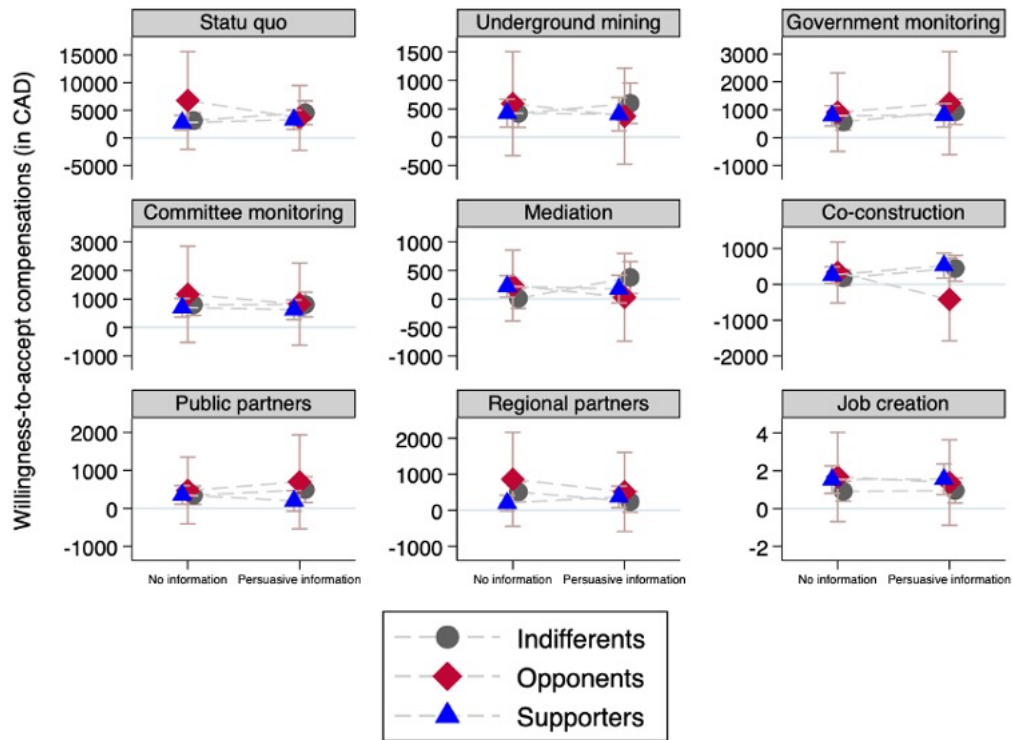 Willingness-to-accept compensations (in CAD)
Statu quo
15000
10000
5000
0
-5000
Underground mining
1500
1000
500
0
-500
Government monitoring
3000
2000
1000
0
-1000
Committee monitoring
3000
2000
1000
0
-1000
Mediation
1000
500
0
-500
-1000
Co-construction
1000
0
-1000
-2000
Public partners
2000
1000
0
-1000
No information
Persuasive information
Regional partners
2000
1000
0
-1000
No information
Persuasive information
Job creation
4
2
0
-2
No information
Persuasive information
Indifferents
Opponents
Supporters